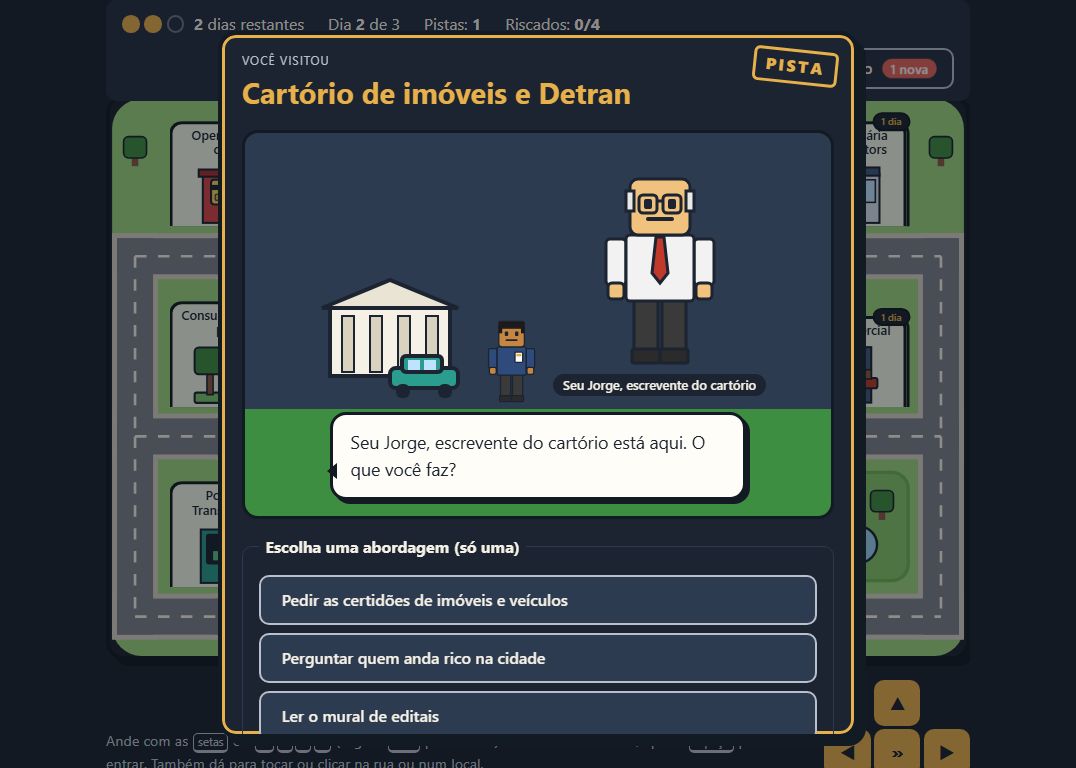 2 dias restantes Dia 2 de 3 Pistas: 1 Riscados: 0/4
VOCÊ VISITOU
PISTA
Cartório de imóveis e Detran
1 nova
1 dia
Seu Jorge, escrevente do cartório
1 dia
Seu Jorge, escrevente do cartório está aqui. O
que você faz?
Escolha uma abordagem (só uma)
Pedir as certidões de imóveis e veículos
Perguntar quem anda rico na cidade
Ler o mural de editais
▲
Ande com as setas
◀ » ▶
entrar. Também dá para tocar ou clicar na rua ou num local.